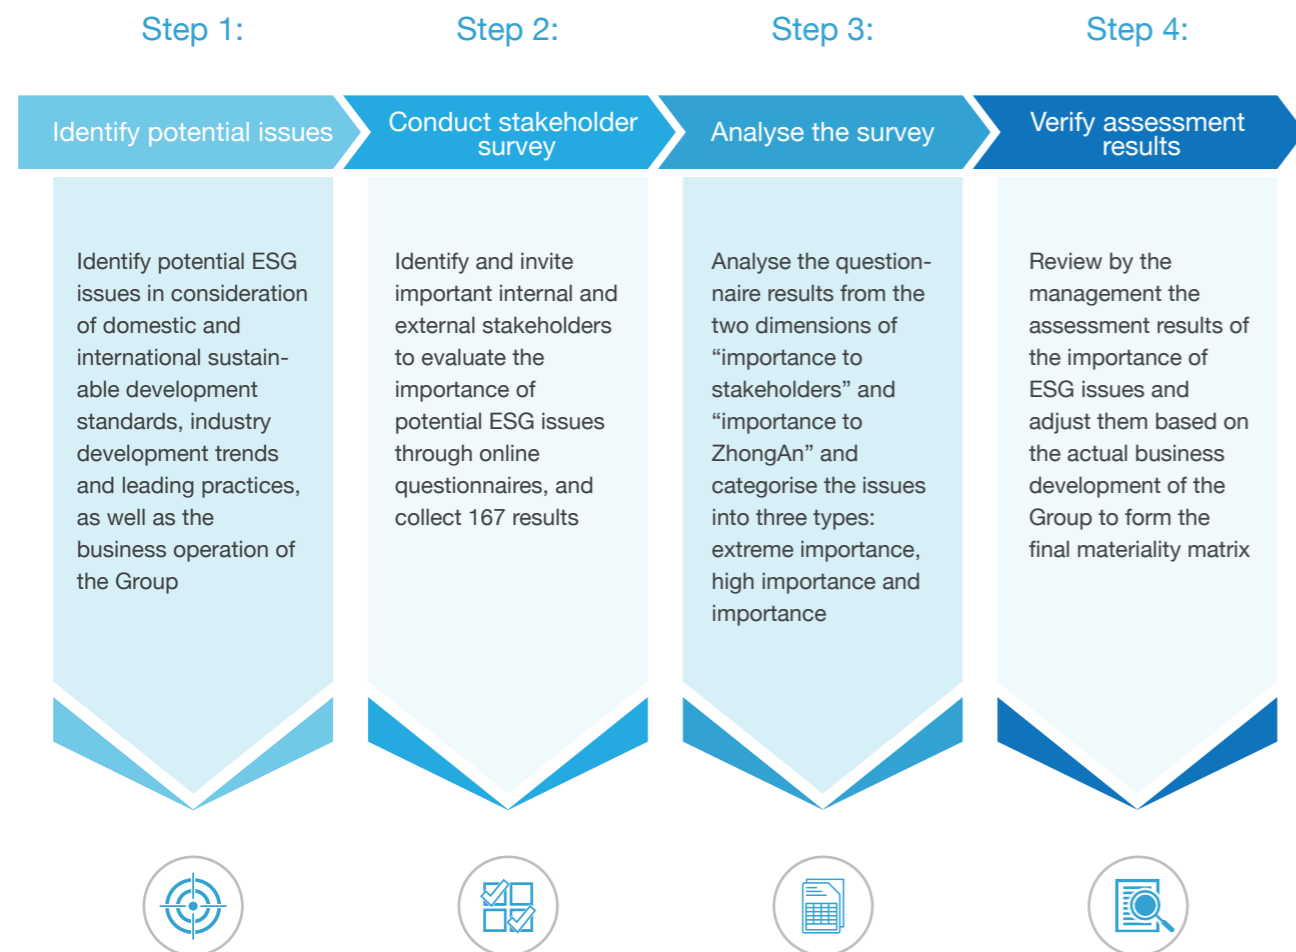 Step 1:
Step 2:
Step 3:
Step 4:
Identify potential issues
Conduct stakeholder
survey
Analyse the survey
Verify assessment
results
Identify potential ESG
issues in consideration
of domestic and
international sustain-
able development
standards, industry
development trends
and leading practices,
as well as the
business operation of
the Group
Identify and invite
important internal and
external stakeholders
to evaluate the
importance of
potential ESG issues
through online
questionnaires, and
collect 167 results
Analyse the question-
naire results from the
two dimensions of
“importance to
stakeholders” and
“importance to
ZhongAn” and
categorise the issues
into three types:
extreme importance,
high importance and
importance
Review by the
management the
assessment results of
the importance of
ESG issues and
adjust them based on
the actual business
development of the
Group to form the
final materiality matrix